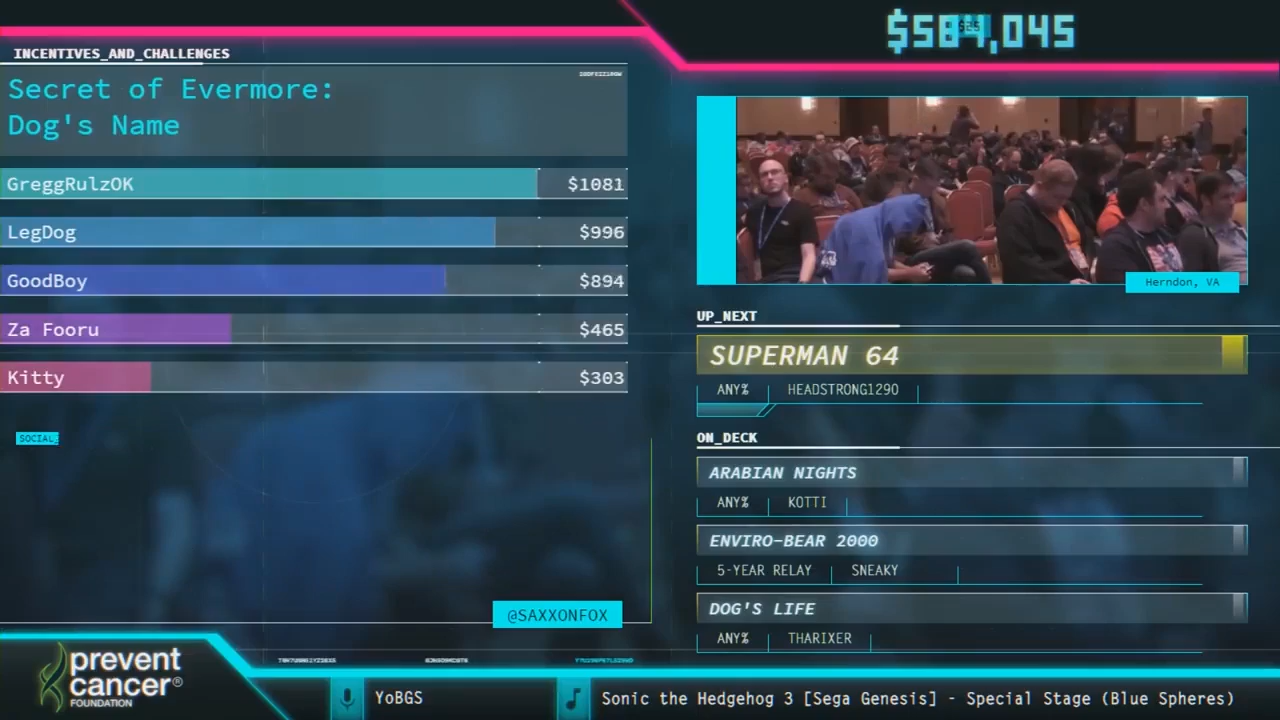 INCENTIVES_AND_CHALLENGES
Secret of Evermore:
Dog's Name
GreggRulzOK $1081
LegDog $996
GoodBoy $894
Za Fooru $465
Kitty $303
SOCIAL_
@SAXXONFOX
Herndon, VA
UP_NEXT
SUPERMAN 64
ANY% HEADSTRONG1290
ON_DECK
ARABIAN NIGHTS
ANY% KOTTI
ENVIRO-BEAR 2000
5-YEAR RELAY SNEAKY
DOG'S LIFE
ANY% THARIXER
prevent
cancer®
FOUNDATION
YoBGS
Sonic the Hedgehog 3 [Sega Genesis] - Special Stage (Blue Spheres)